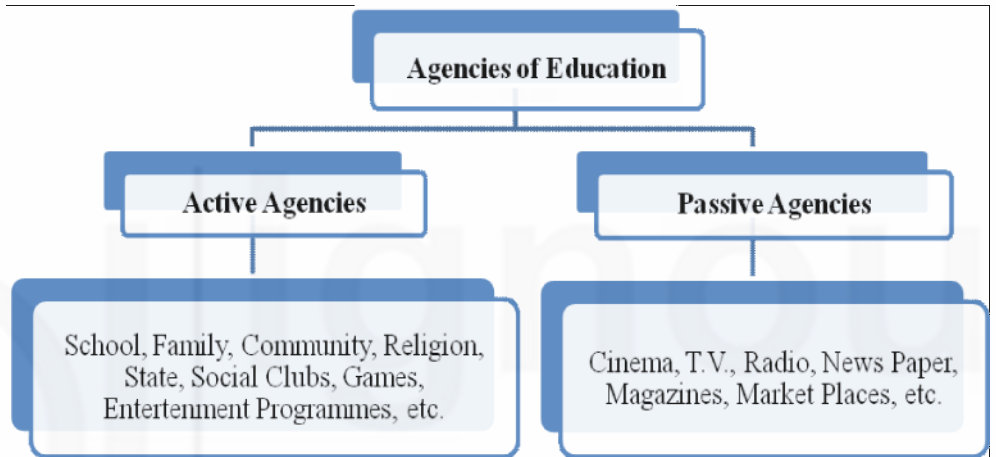 Agencies of Education
Active Agencies
Passive Agencies
School, Family, Community, Religion,
State, Social Clubs, Games,
Entertenment Programmes, etc.
Cinema, T.V., Radio, News Paper,
Magazines, Market Places, etc.
ignou